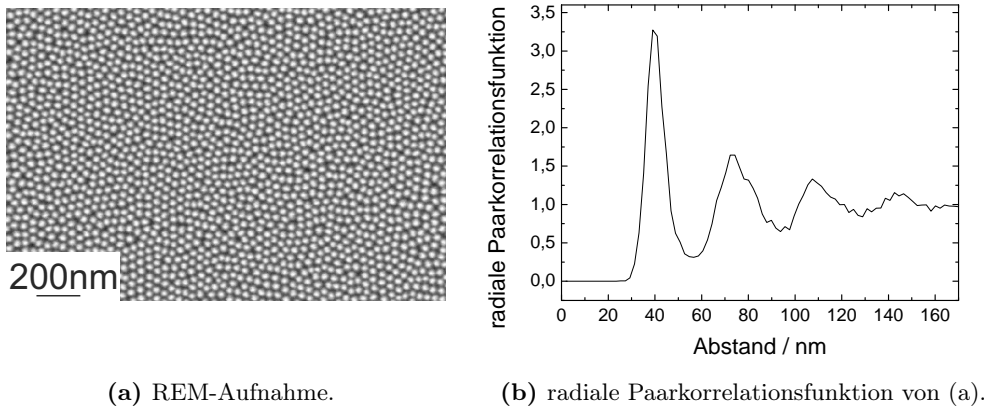 200nm
radiale Paarkorrelationsfunktion
3,5
3,0
2,5
2,0
1,5
1,0
0,5
0,0
0 20 40 60 80 100 120 140 160
Abstand / nm
(a) REM-Aufnahme.
(b) radiale Paarkorrelationsfunktion von (a).